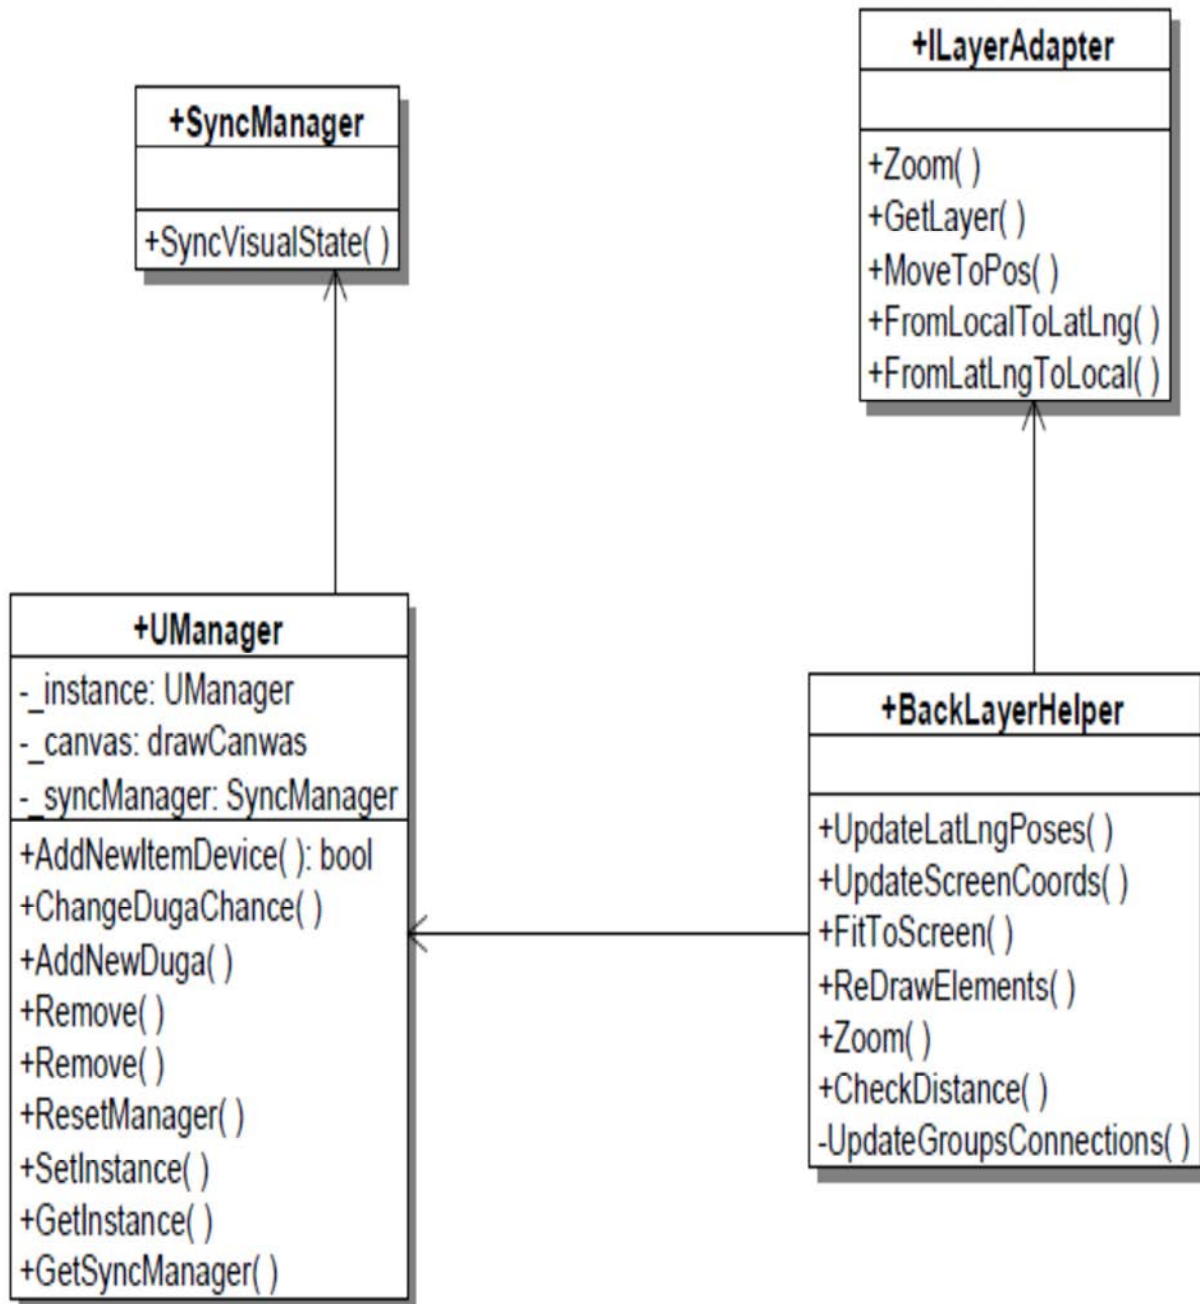 +ILayerAdapter
+Zoom( )
+GetLayer( )
+MoveToPos( )
+FromLocalToLatLng( )
+FromLatLngToLocal( )
+SyncManager
+SyncVisualState( )
+UManager
-_instance: UManager
-_canvas: drawCanwas
-_syncManager: SyncManager
+AddNewItemDevice( ): bool
+ChangeDugaChance( )
+AddNewDuga( )
+Remove( )
+Remove( )
+ResetManager( )
+SetInstance( )
+GetInstance( )
+GetSyncManager( )
+BackLayerHelper
+UpdateLatLngPoses( )
+UpdateScreenCoords( )
+FitToScreen( )
+ReDrawElements( )
+Zoom( )
+CheckDistance( )
-UpdateGroupsConnections( )